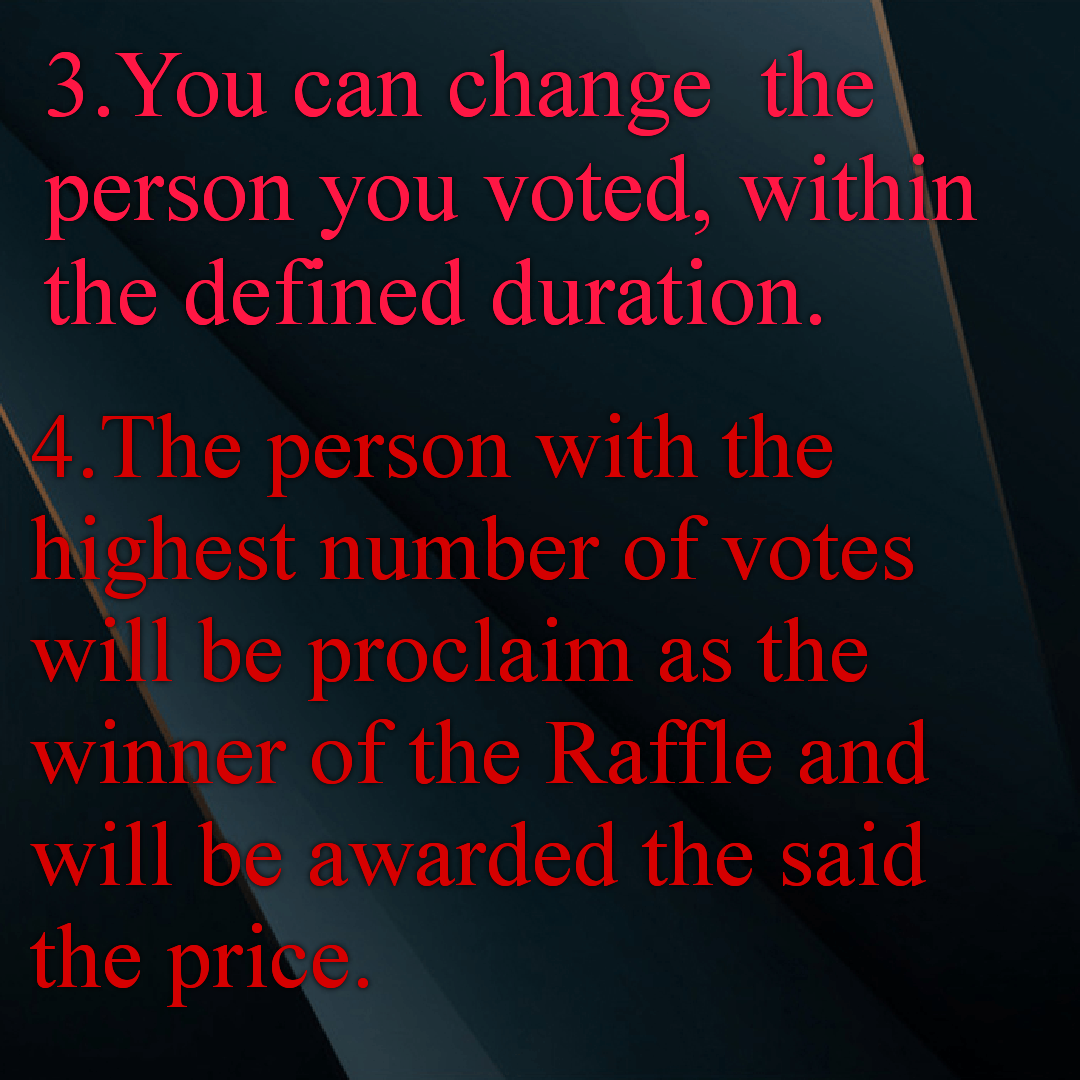 3.You can change  the
person you voted, within
the defined duration.
4.The person with the
highest number of votes
will be proclaim as the
winner of the Raffle and
will be awarded the said
the price.